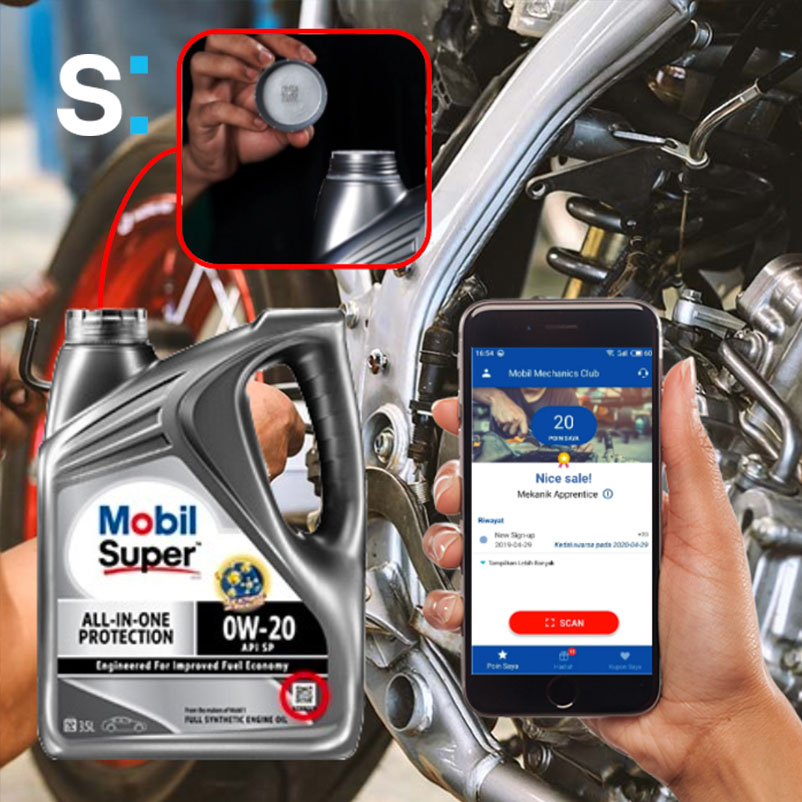 S:
Mobil
Super™
ALL-IN-ONE
PROTECTION
0W-20
API SP
Engineered For Improved Fuel Economy
From the makers of Mobil 1
FULL SYNTHETIC ENGINE OIL
3.5L
16:54
60
Mobil Mechanics Club
20
POIN SAYA
Nice sale!
Mekanik Apprentice
Riwayat
New Sign-up
2019-04-29
Kedaluwarsa pada 2020-04-29
Tampilkan Lebih Banyak
SCAN
Poin Saya
Hadiah
Kupon Saya